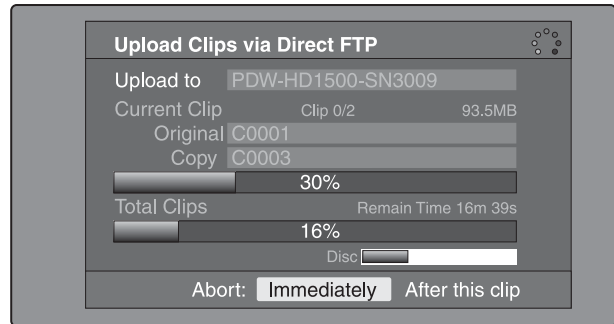 Upload Clips via Direct FTP
Upload to PDW-HD1500-SN3009
Current Clip Clip 0/2 93.5MB
Original C0001
Copy C0003
30%
Total Clips Remain Time 16m 39s
16%
Disc
Abort: Immediately After this clip